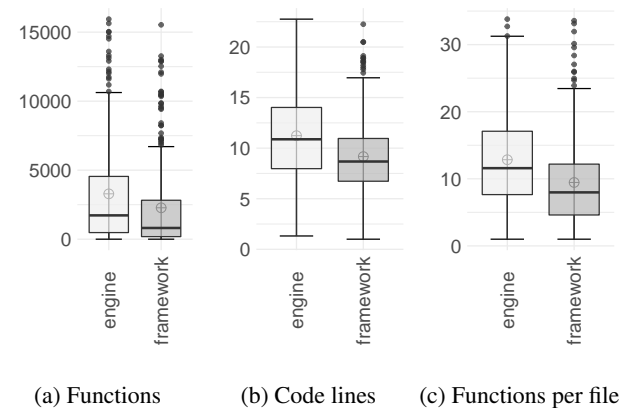 15000
10000
5000
0
engine
framework
20
15
10
5
0
engine
framework
30
20
10
0
engine
framework
(a) Functions
(b) Code lines
(c) Functions per file